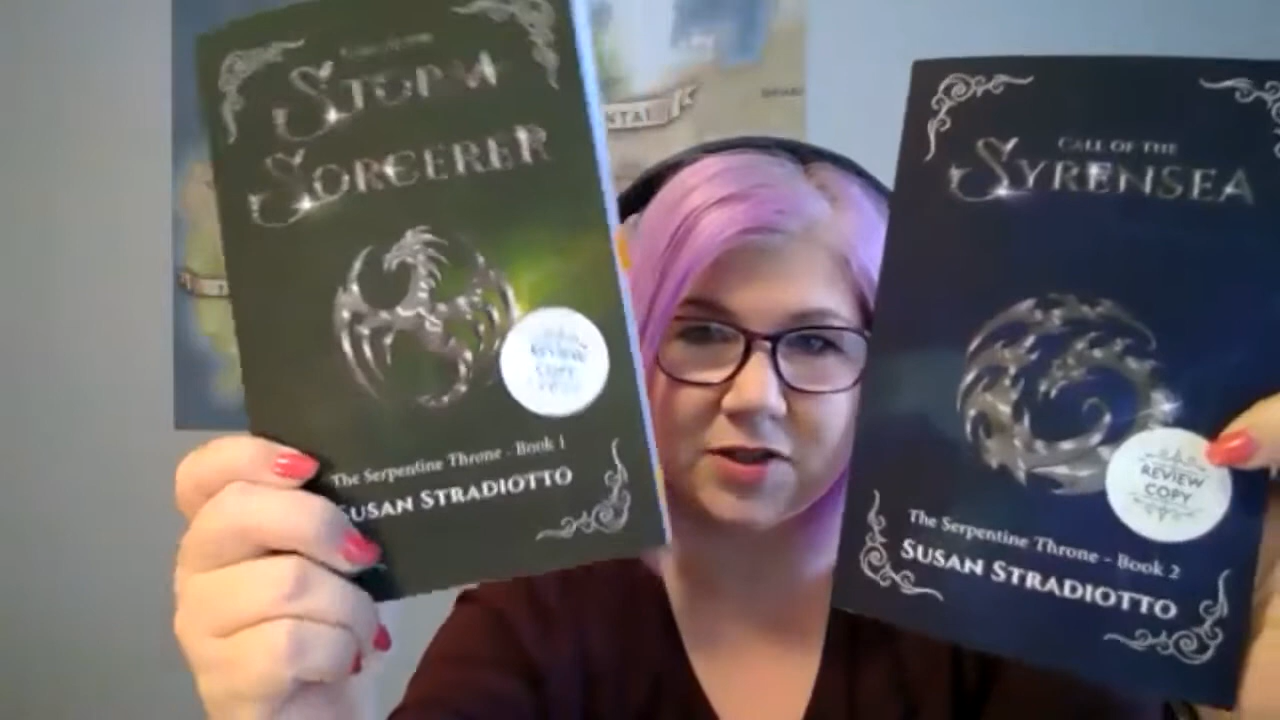 STORM
SORCERER
REVIEW
COPY
The Serpentine Throne - Book 1
SUSAN STRADIOTTO
CALL OF THE
SYRENSEA
REVIEW
COPY
The Serpentine Throne - Book 2
SUSAN STRADIOTTO